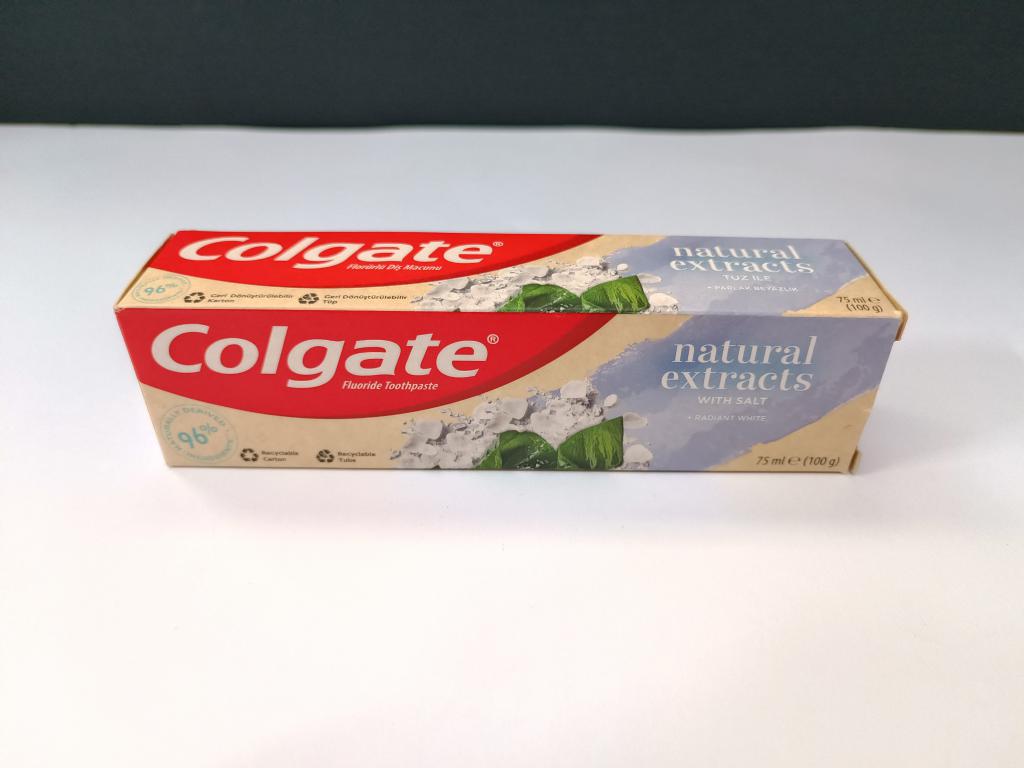 Colgate®
Florürlü Diş Macunu
96%
Geri Dönüştürülebilir
Karton
Geri Dönüştürülebilir
Tüp
natural
extracts
TUZ İLE
• PARLAK BEYAZLIK
75 ml ℮
(100 g)
Colgate®
Fluoride Toothpaste
NATURALLY DERIVED
96%
INGREDIENTS*
Recyclable
Carton
Recyclable
Tube
natural
extracts
WITH SALT
• RADIANT WHITE
75 ml ℮ (100 g)